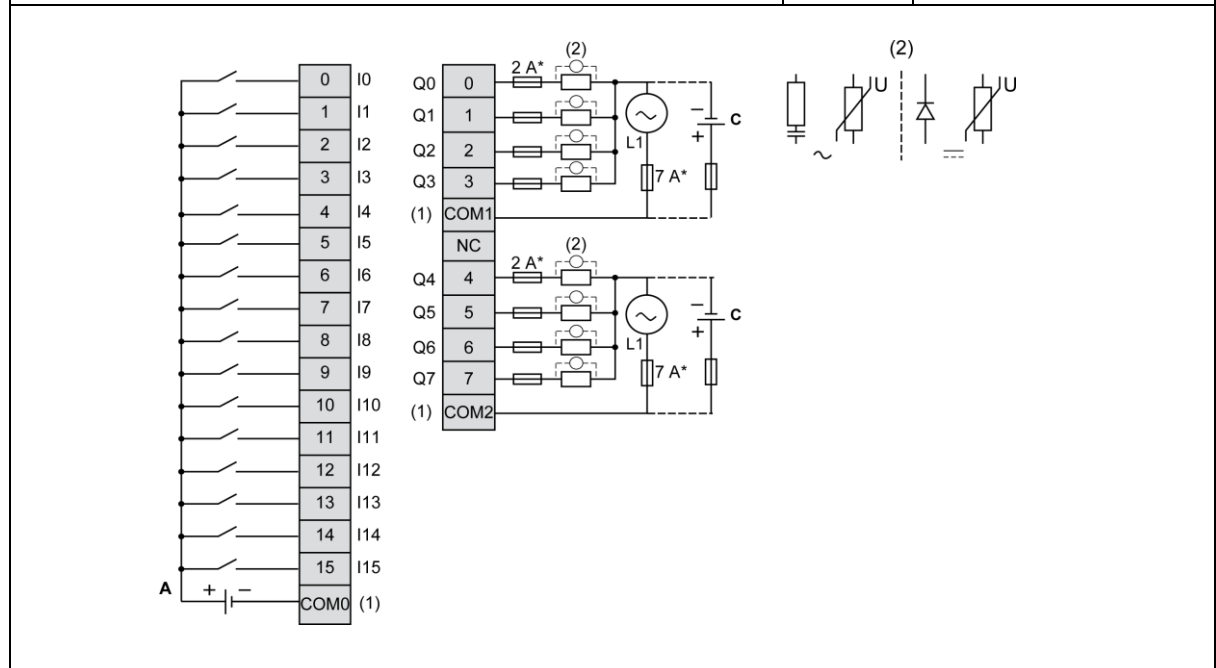 0 I0
1 I1
2 I2
3 I3
4 I4
5 I5
6 I6
7 I7
8 I8
9 I9
10 I10
11 I11
12 I12
13 I13
14 I14
15 I15
A + − COM0 (1)
(2)
Q0 0 2 A*
Q1 1
Q2 2
Q3 3
L1
− C
+
7 A*
(1) COM1
NC
(2)
Q4 4 2 A*
Q5 5
Q6 6
Q7 7
L1
− C
+
7 A*
(1) COM2
(2)
U U